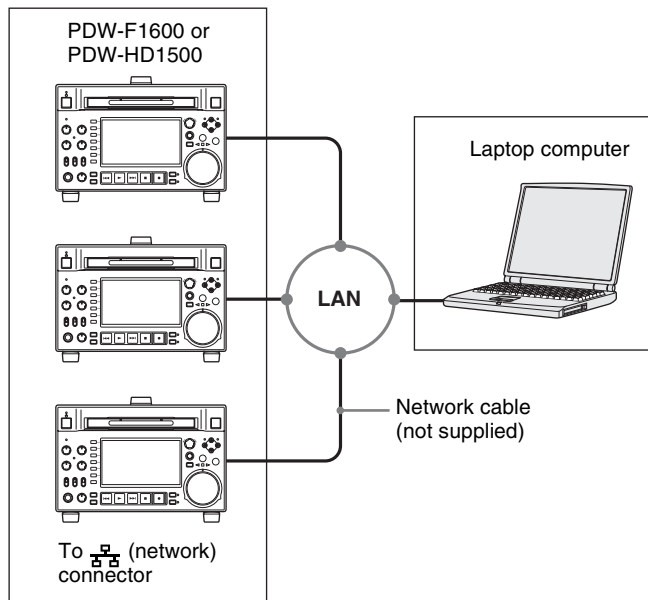 PDW-F1600 or
PDW-HD1500
Laptop computer
LAN
Network cable
(not supplied)
To (network)
connector